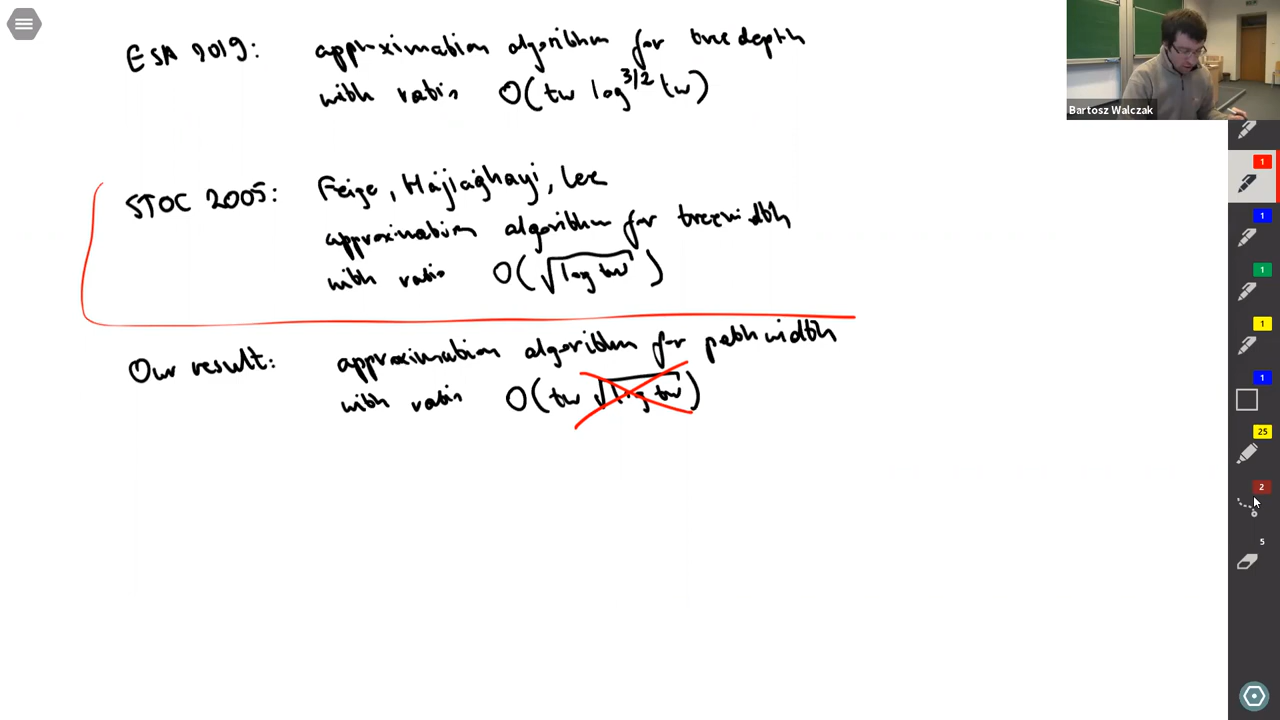 ESA 2019: approximation algorithm for treedepth
with ratio O(tw log^{3/2} tw)
STOC 2005: Feige, Hajiaghayi, Lee
approximation algorithm for treewidth
with ratio O(√log tw)
Our result: approximation algorithm for pathwidth
with ratio O(tw √log tw)
Bartosz Walczak
1
1
1
1
1
25
2
5